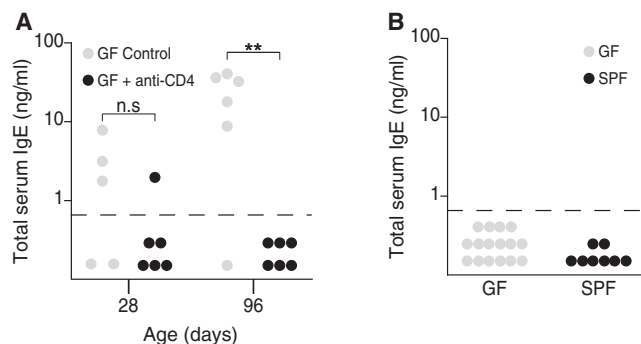 A
Total serum IgE (ng/ml)
100
10
1
GF Control
GF + anti-CD4
n.s
**
28
96
Age (days)
B
Total serum IgE (ng/ml)
100
10
1
GF
SPF
GF
SPF